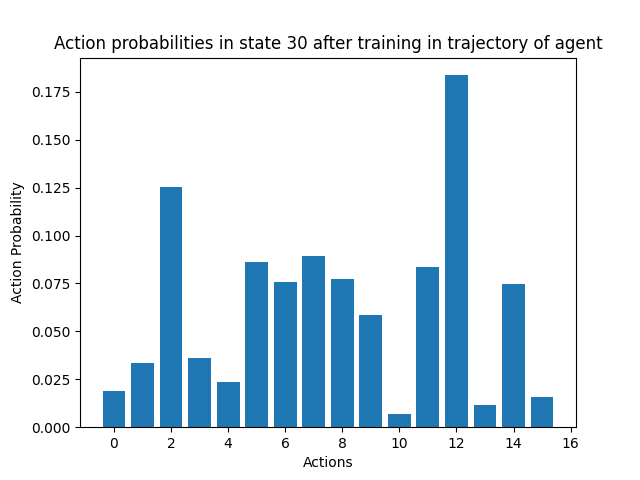 Action probabilities in state 30 after training in trajectory of agent
0.175
0.150
0.125
0.100
0.075
0.050
0.025
0.000
Action Probability
0 2 4 6 8 10 12 14 16
Actions